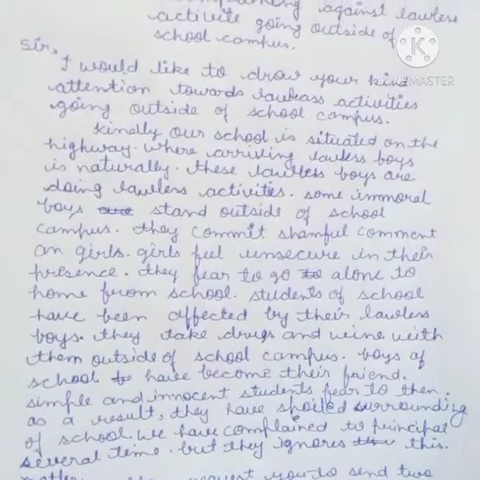 against lawless
activite going outside of
school campus.
Sir,
I would like to draw your kind
attention towards lawless activities
going outside of school campus.
Kindly our school is situated on the
highway. where arriving lawless boys
is naturally. these lawless boys are
doing lawless activites. some immoral
boys stand outside of school
campus. they commit shamful comment
on girls. girls feel unsecure in their
presence. they fear to go alone to
home from school. students of school
have been affected by their lawless
boys. they take drugs and wine with
them outside of school campus. boys of
school have become their friend.
simple and innocent students fear to then.
as a result, they have spoiled surrounding
of school. we have complained to principal
several time. but they ignores this.
request you to send two
KINEMASTER